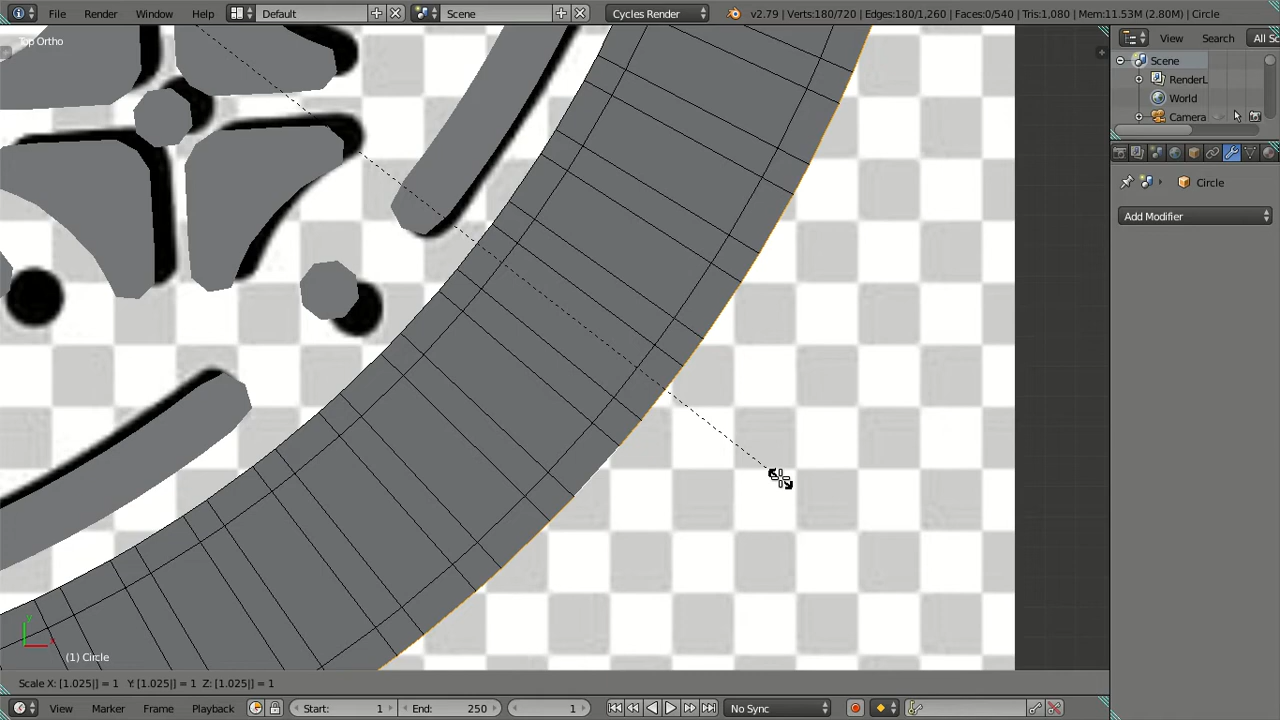 File Render Window Help Default Scene Cycles Render v2.79 | Verts:180/720 | Edges:180/1,260 | Faces:0/540 | Tris:1,080 | Mem:11.53M (2.80M) | Circle
Top Ortho
View Search All Sc
Scene
RenderL
World
Camera
Circle
Add Modifier
y
x
(1) Circle
Scale X: [1.025|] = 1 Y: [1.025|] = 1 Z: [1.025|] = 1
View Marker Frame Playback Start: 1 End: 250 1 No Sync